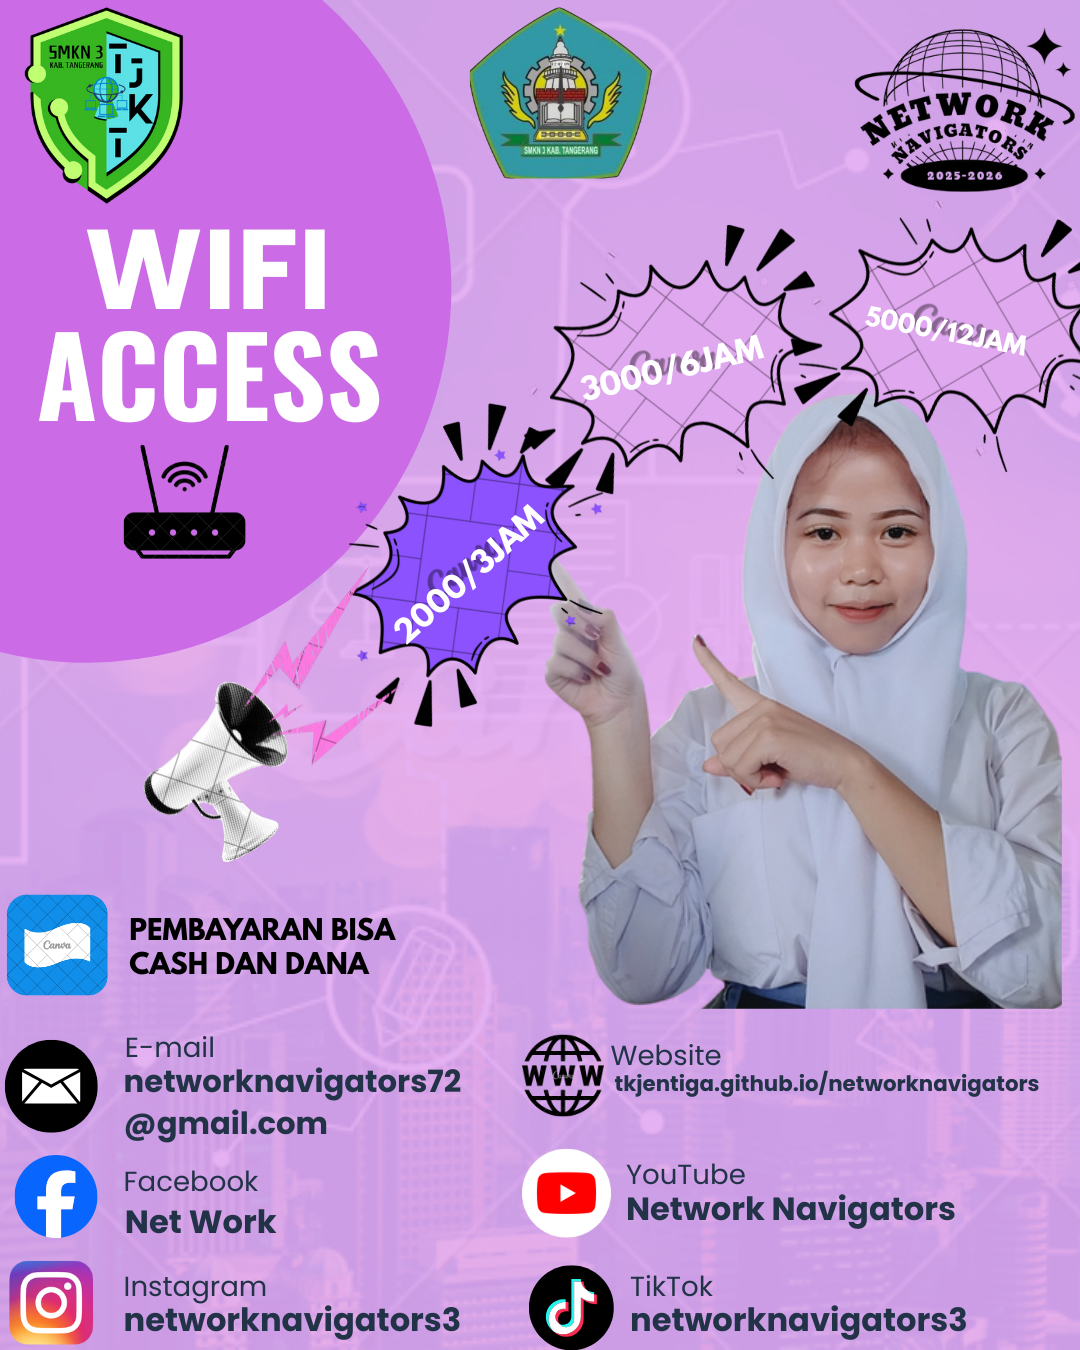 SMKN 3
KAB. TANGERANG
TJKT
SMKN 3 KAB. TANGERANG
NETWORK
NAVIGATORS
2025-2026
WIFI
ACCESS
5000/12JAM
3000/6JAM
2000/3JAM
Canva
PEMBAYARAN BISA
CASH DAN DANA
E-mail
networknavigators72
@gmail.com
Website
WWW
tkjentiga.github.io/networknavigators
Facebook
Net Work
YouTube
Network Navigators
Instagram
networknavigators3
TikTok
networknavigators3